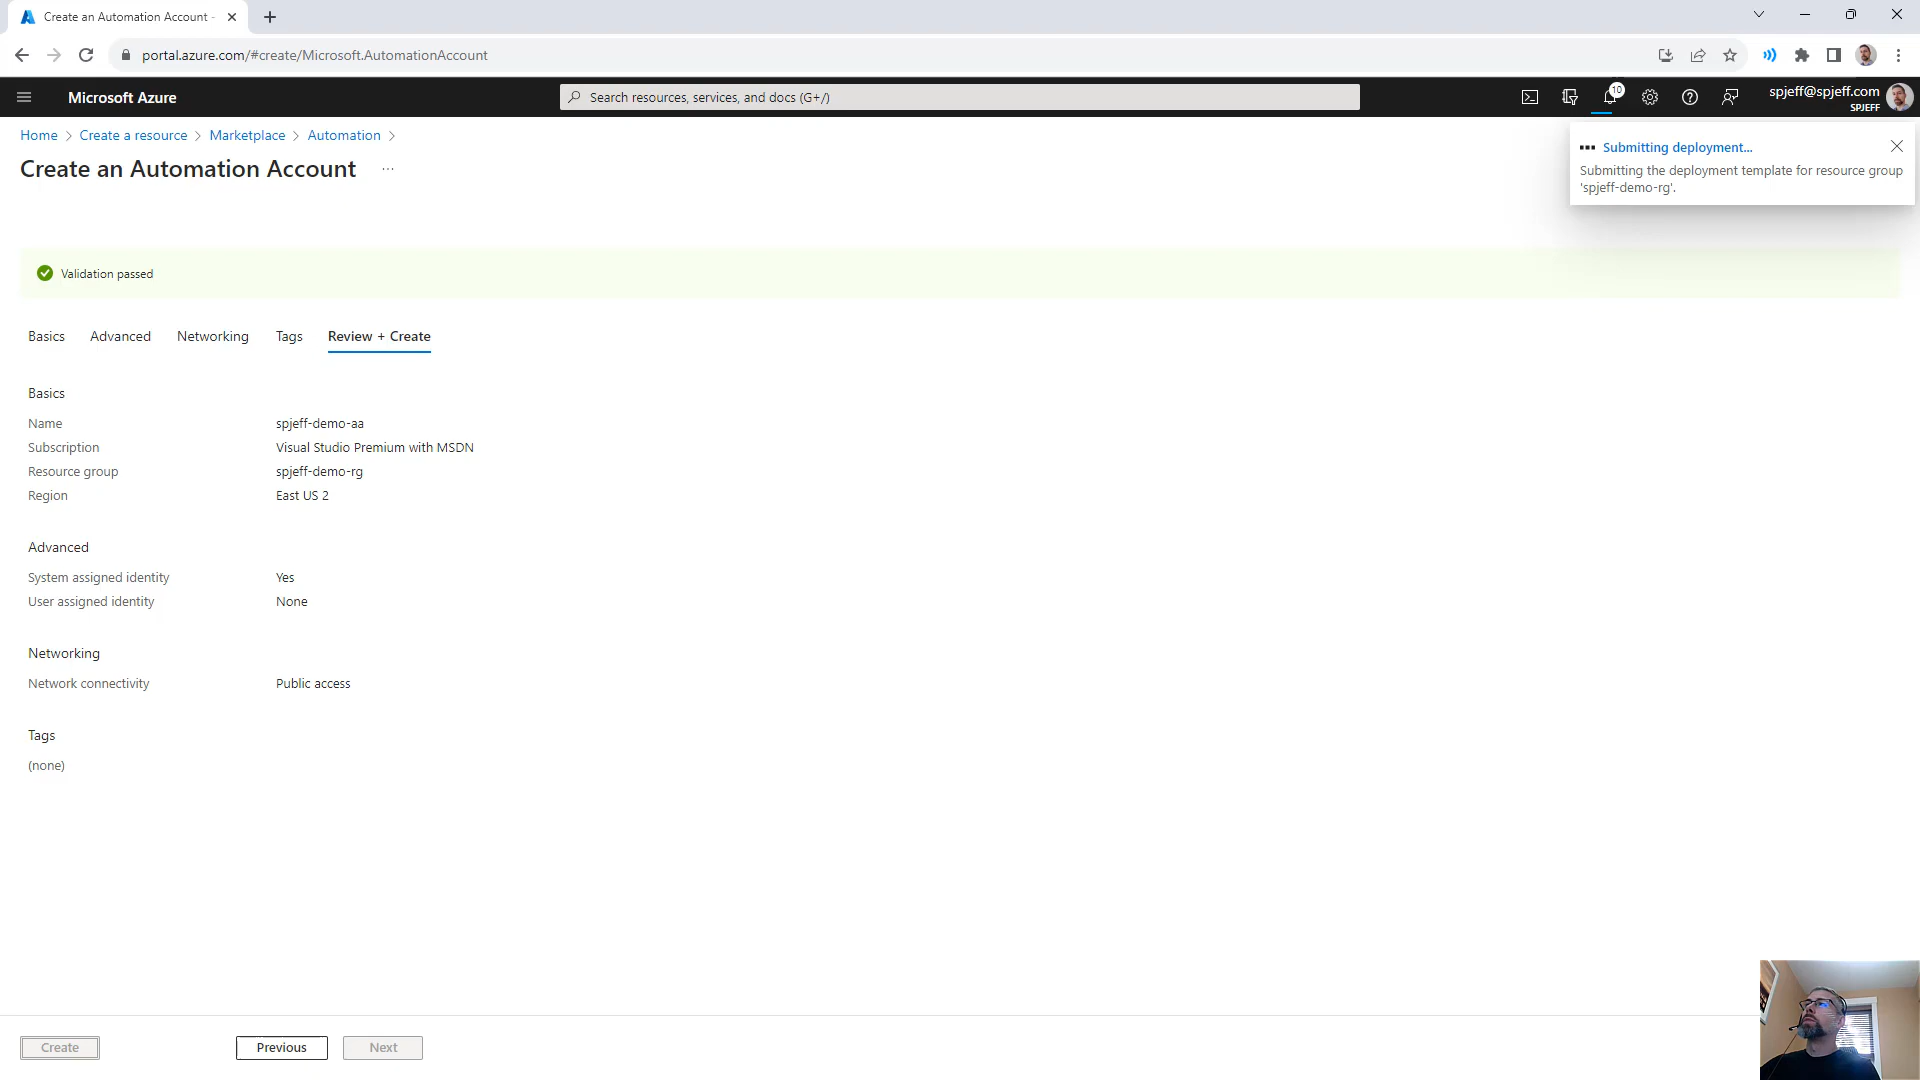 Create an Automation Account -
portal.azure.com/#create/Microsoft.AutomationAccount
Microsoft Azure
Search resources, services, and docs (G+/)
10
spjeff@spjeff.com
SPJEFF
Home
Create a resource
Marketplace
Automation
Create an Automation Account
...
Submitting deployment...
Submitting the deployment template for resource group
'spjeff-demo-rg'.
Validation passed
Basics
Advanced
Networking
Tags
Review + Create
Basics
Name spjeff-demo-aa
Subscription Visual Studio Premium with MSDN
Resource group spjeff-demo-rg
Region East US 2
Advanced
System assigned identity Yes
User assigned identity None
Networking
Network connectivity Public access
Tags
(none)
Create
Previous
Next